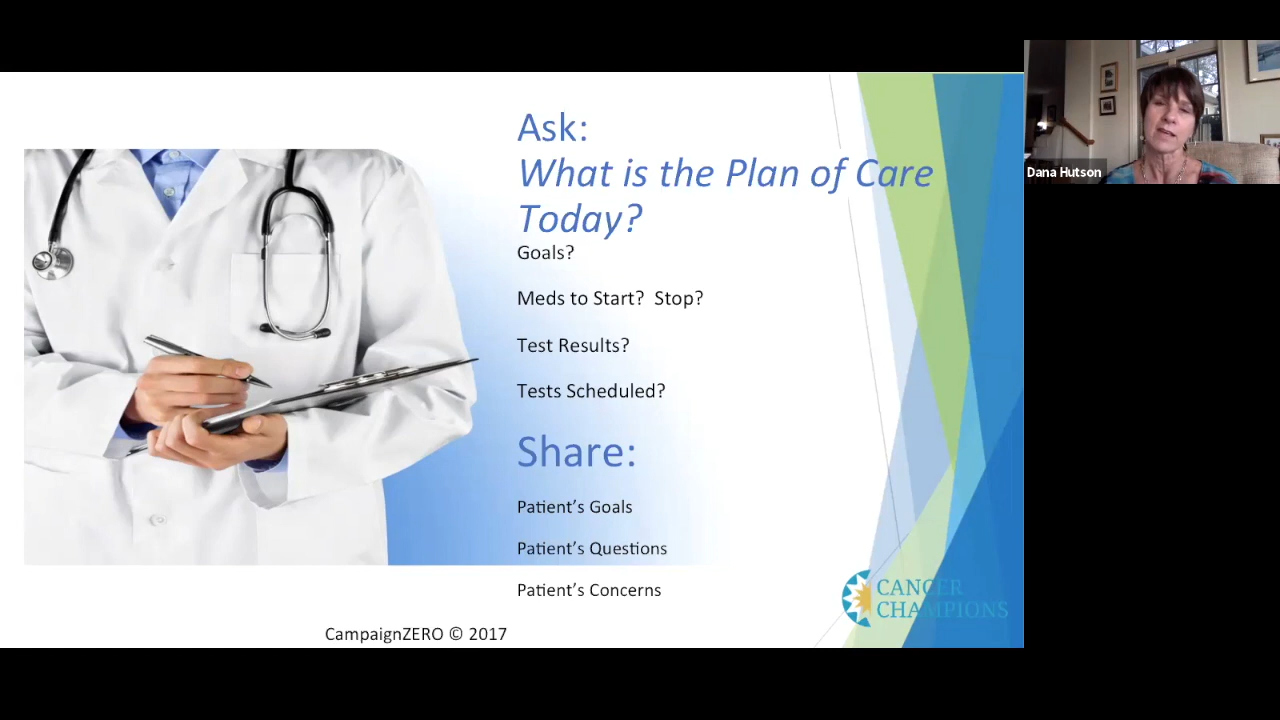 Ask:
What is the Plan of Care
Today?
Goals?
Meds to Start? Stop?
Test Results?
Tests Scheduled?
Share:
Patient's Goals
Patient's Questions
Patient's Concerns
CANCER
CHAMPIONS
CampaignZERO © 2017
Dana Hutson